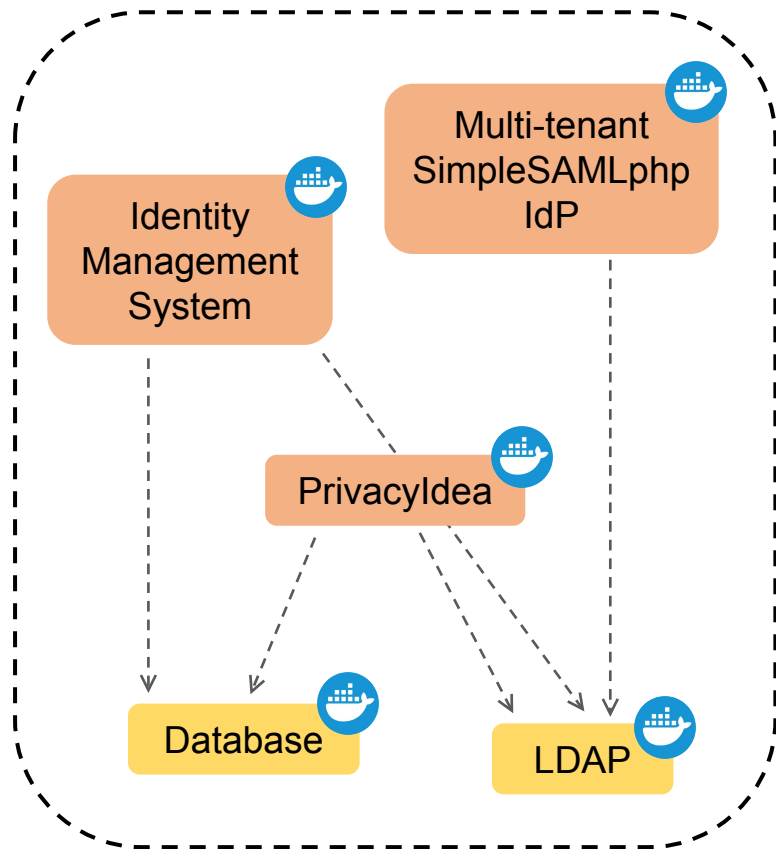 Multi-tenant
SimpleSAMLphp
IdP
Identity
Management
System
PrivacyIdea
Database
LDAP